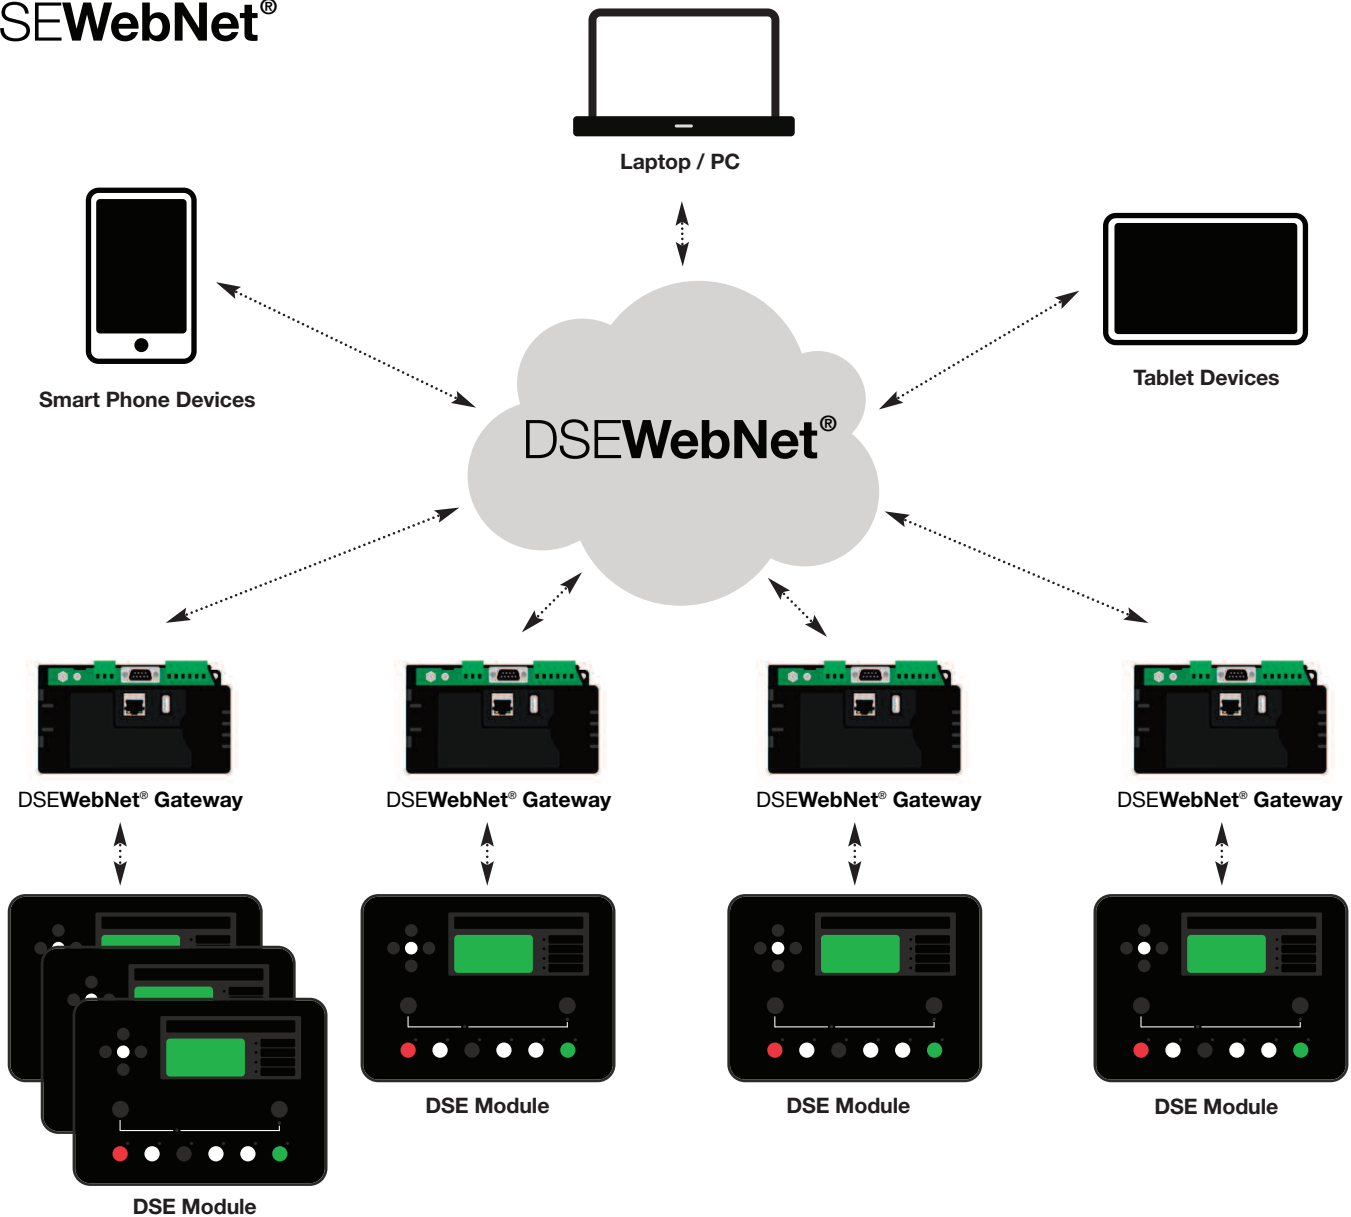 SEWebNet®
Laptop / PC
Smart Phone Devices
Tablet Devices
DSEWebNet®
DSEWebNet® Gateway
DSEWebNet® Gateway
DSEWebNet® Gateway
DSEWebNet® Gateway
DSE Module
DSE Module
DSE Module
DSE Module